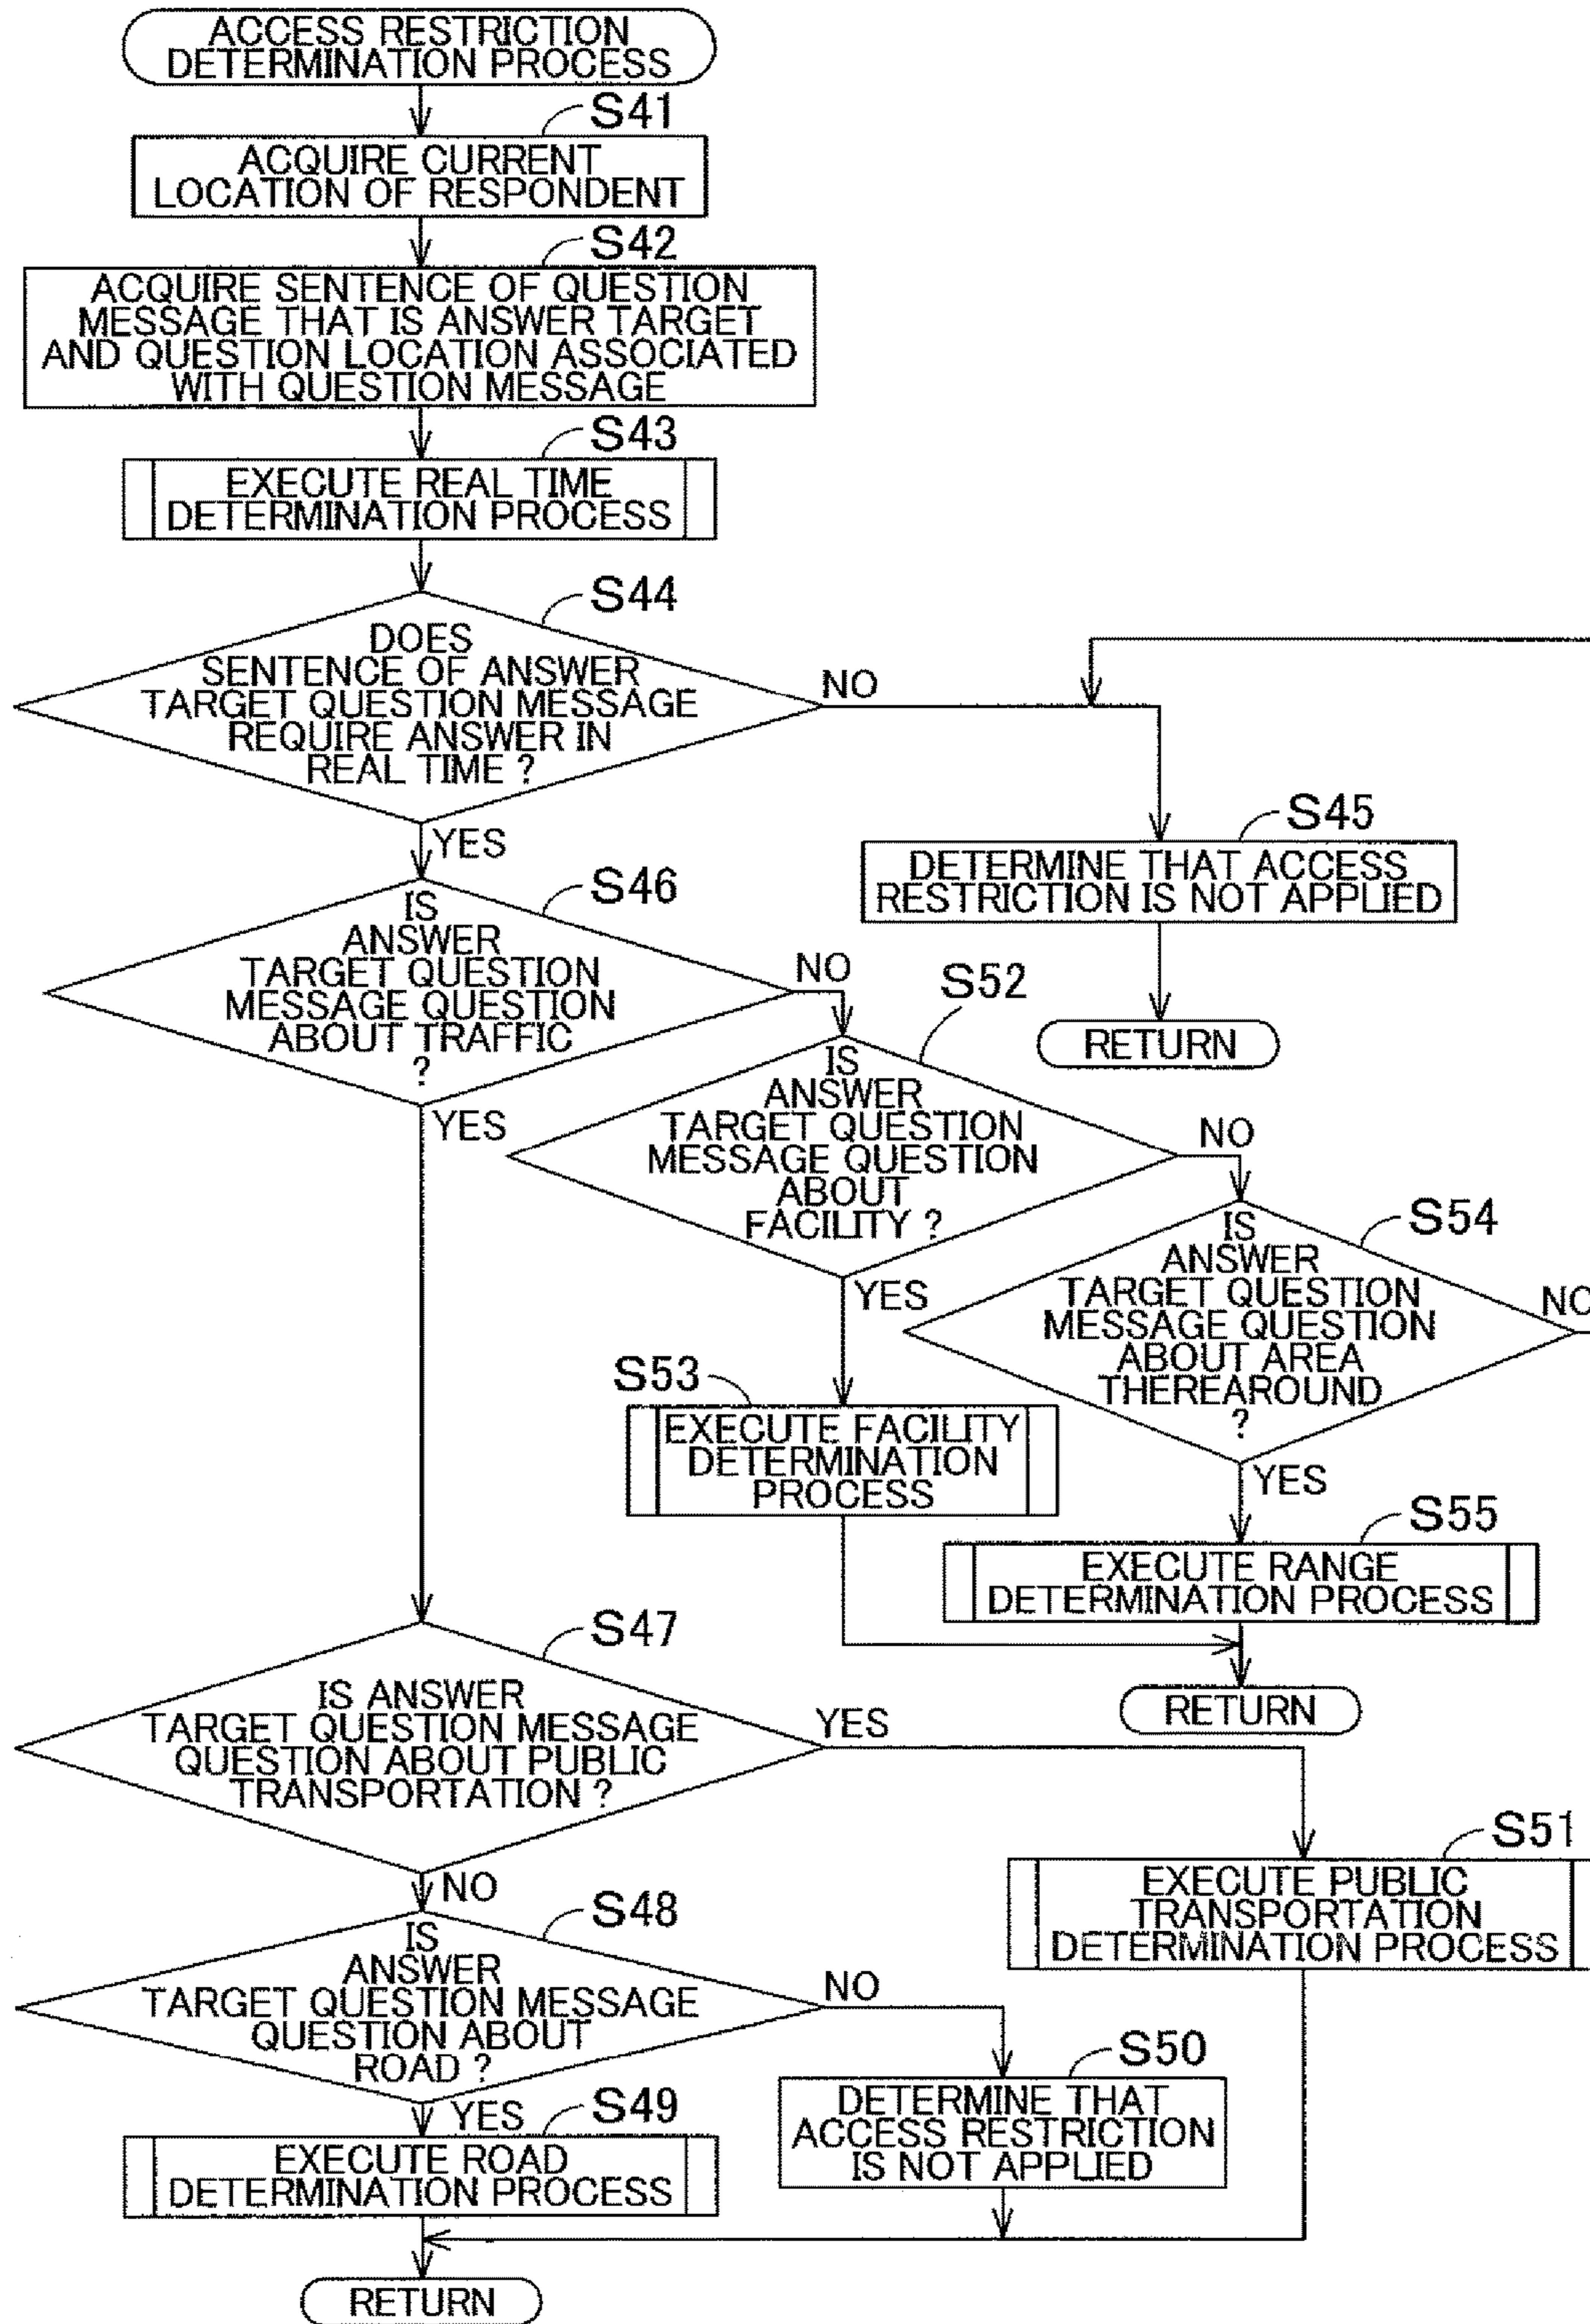 ACCESS RESTRICTION
DETERMINATION PROCESS
S41
ACQUIRE CURRENT
LOCATION OF RESPONDENT
S42
ACQUIRE SENTENCE OF QUESTION
MESSAGE THAT IS ANSWER TARGET
AND QUESTION LOCATION ASSOCIATED
WITH QUESTION MESSAGE
S43
EXECUTE REAL TIME
DETERMINATION PROCESS
S44
DOES
SENTENCE OF ANSWER
TARGET QUESTION MESSAGE
REQUIRE ANSWER IN
REAL TIME ?
NO
YES
S45
DETERMINE THAT ACCESS
RESTRICTION IS NOT APPLIED
RETURN
S46
IS
ANSWER
TARGET QUESTION
MESSAGE QUESTION
ABOUT TRAFFIC
?
NO
YES
S52
IS
ANSWER
TARGET QUESTION
MESSAGE QUESTION
ABOUT
FACILITY ?
NO
YES
S53
EXECUTE FACILITY
DETERMINATION
PROCESS
S54
IS
ANSWER
TARGET QUESTION
MESSAGE QUESTION
ABOUT AREA
THEREAROUND
?
NO
YES
S55
EXECUTE RANGE
DETERMINATION PROCESS
RETURN
S47
IS ANSWER
TARGET QUESTION MESSAGE
QUESTION ABOUT PUBLIC
TRANSPORTATION ?
YES
NO
S51
EXECUTE PUBLIC
TRANSPORTATION
DETERMINATION PROCESS
S48
IS
ANSWER
TARGET QUESTION MESSAGE
QUESTION ABOUT
ROAD ?
NO
YES
S49
EXECUTE ROAD
DETERMINATION PROCESS
S50
DETERMINE THAT
ACCESS RESTRICTION
IS NOT APPLIED
RETURN